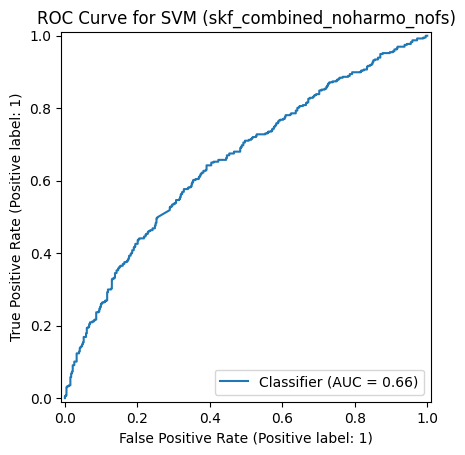 ROC Curve for SVM (skf_combined_noharmo_nofs)
1.0
0.8
0.6
0.4
0.2
0.0
True Positive Rate (Positive label: 1)
Classifier (AUC = 0.66)
0.0 0.2 0.4 0.6 0.8 1.0
False Positive Rate (Positive label: 1)